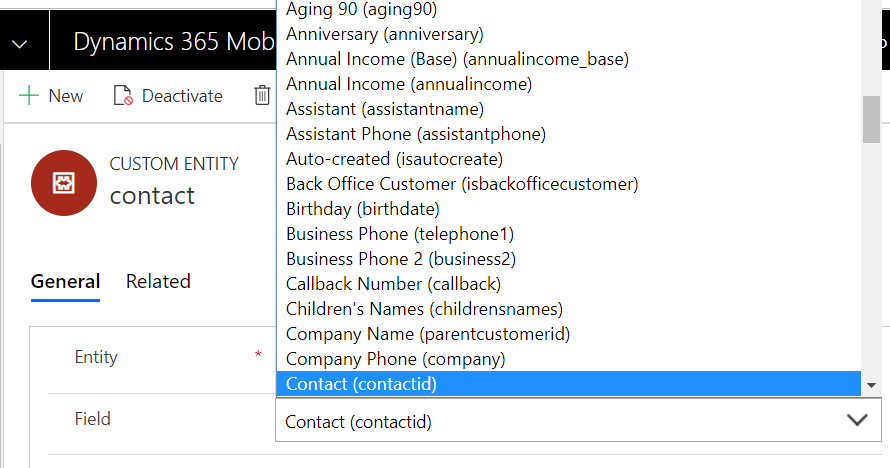 Aging 90 (aging90)
Dynamics 365 Mob
Anniversary (anniversary)
Annual Income (Base) (annualincome_base)
New
Deactivate
Annual Income (annualincome)
Assistant (assistantname)
Assistant Phone (assistantphone)
Auto-created (isautocreate)
CUSTOM ENTITY
contact
Back Office Customer (isbackofficecustomer)
Birthday (birthdate)
Business Phone (telephone1)
Business Phone 2 (business2)
General
Related
Callback Number (callback)
Children's Names (childrensnames)
Company Name (parentcustomerid)
Entity *
Company Phone (company)
Contact (contactid)
Field
Contact (contactid)